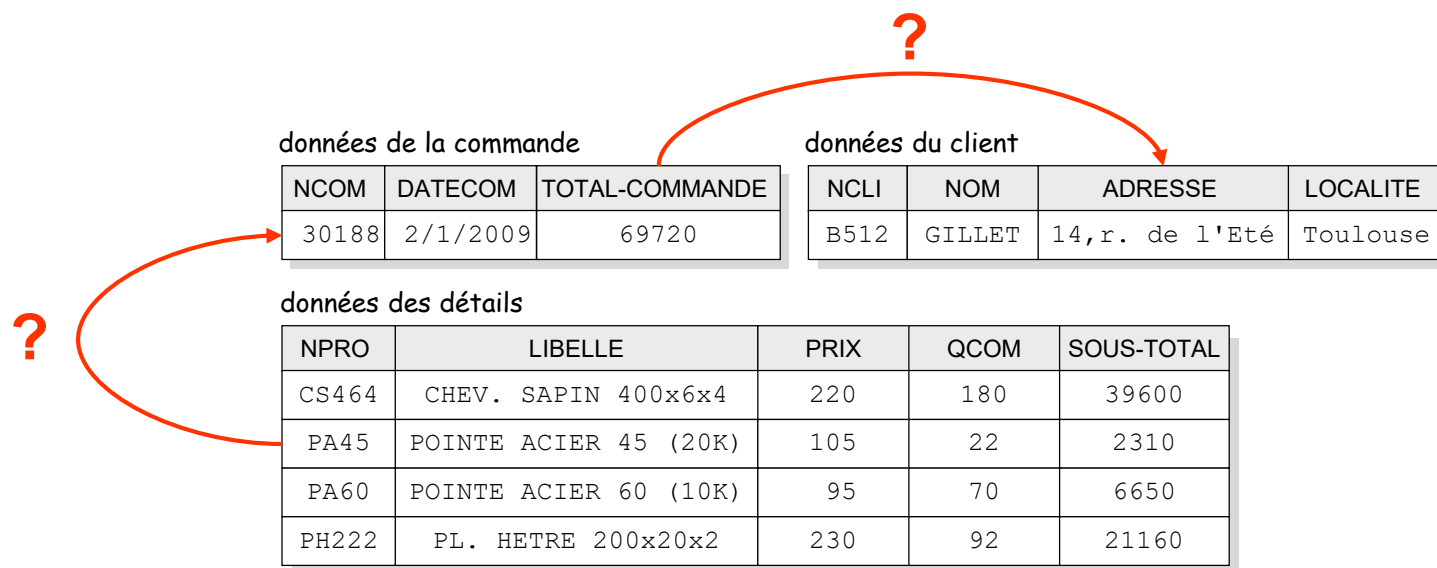 ?
données de la commande données du client
NCOM DATECOM TOTAL-COMMANDE NCLI NOM ADRESSE LOCALITE
30188 2/1/2009 69720 B512 GILLET 14,r. de l'Eté Toulouse
données des détails
?
NPRO LIBELLE PRIX QCOM SOUS-TOTAL
CS464 CHEV. SAPIN 400x6x4 220 180 39600
PA45 POINTE ACIER 45 (20K) 105 22 2310
PA60 POINTE ACIER 60 (10K) 95 70 6650
PH222 PL. HETRE 200x20x2 230 92 21160